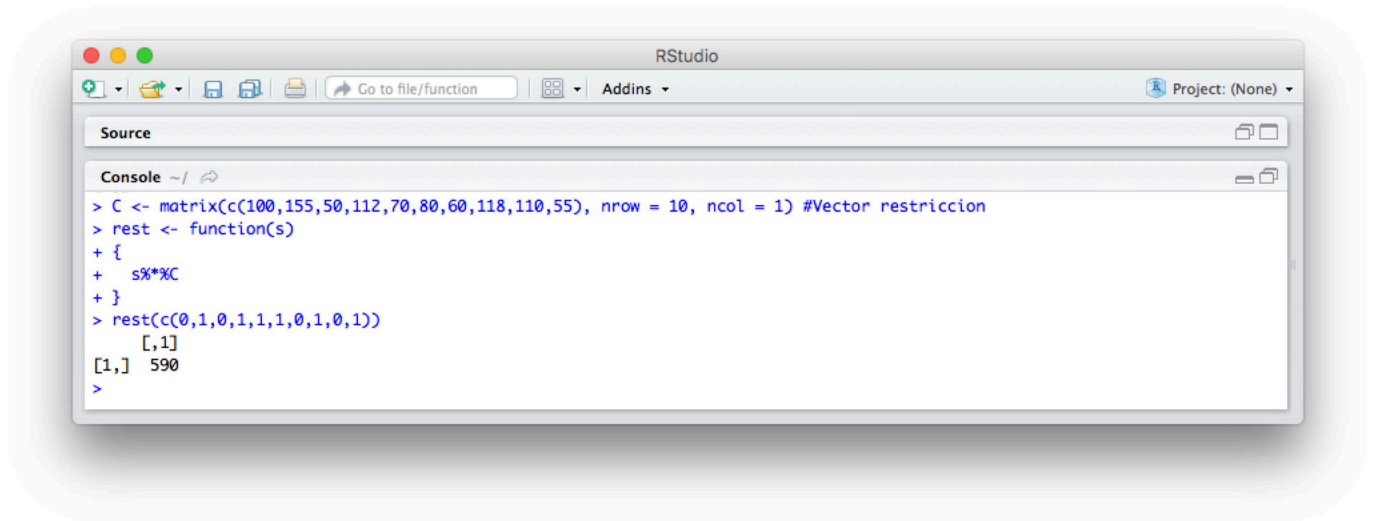 RStudio
Go to file/function
Addins
Project: (None)
Source
Console ~/
> C <- matrix(c(100,155,50,112,70,80,60,118,110,55), nrow = 10, ncol = 1) #Vector restriccion
> rest <- function(s)
+ {
+   s%*%C
+ }
> rest(c(0,1,0,1,1,1,0,1,0,1))
     [,1]
[1,]  590
>